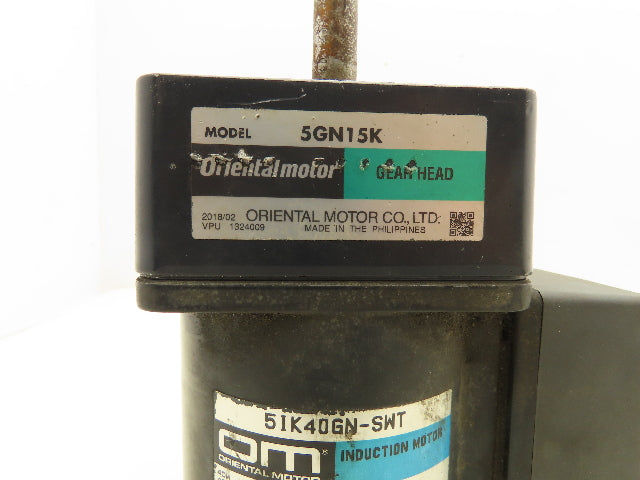 MODEL 5GN15K
Orientalmotor GEAR HEAD
2018/02 ORIENTAL MOTOR CO., LTD.
VPU 1324009 MADE IN THE PHILIPPINES
5IK40GN-SWT
om® INDUCTION MOTOR
ORIENTAL MOTOR